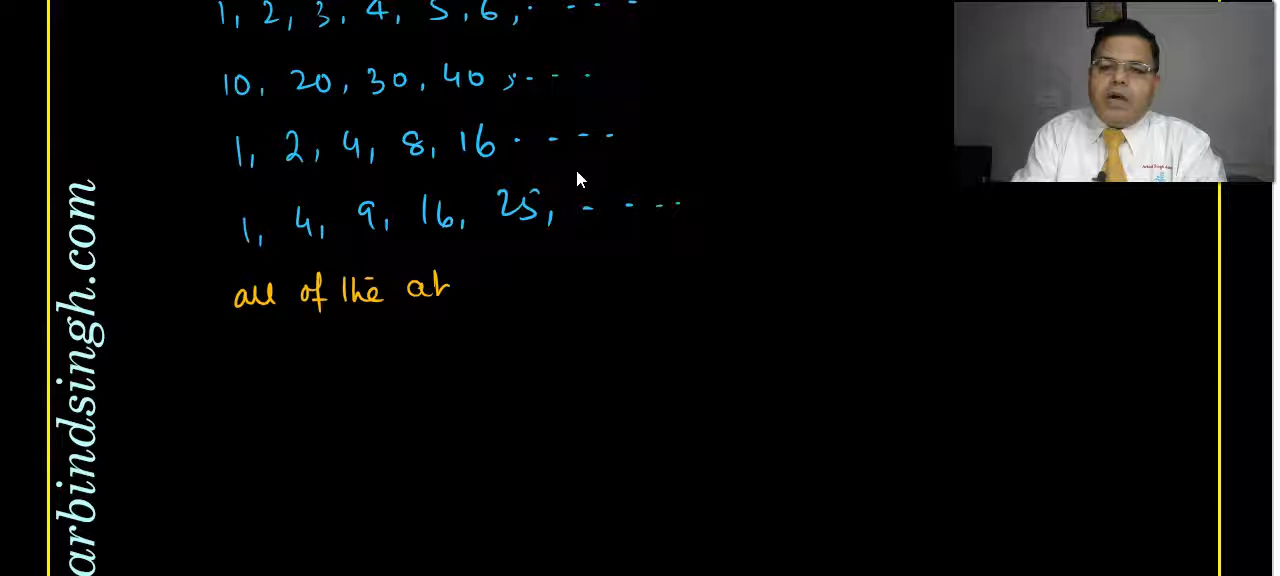 1, 2, 3, 4, 5, 6, . - - -
10, 20, 30, 40, - - -
1, 2, 4, 8, 16 . - - -
1, 4, 9, 16, 25, - - - -
all of the ab
arbindsingh.com